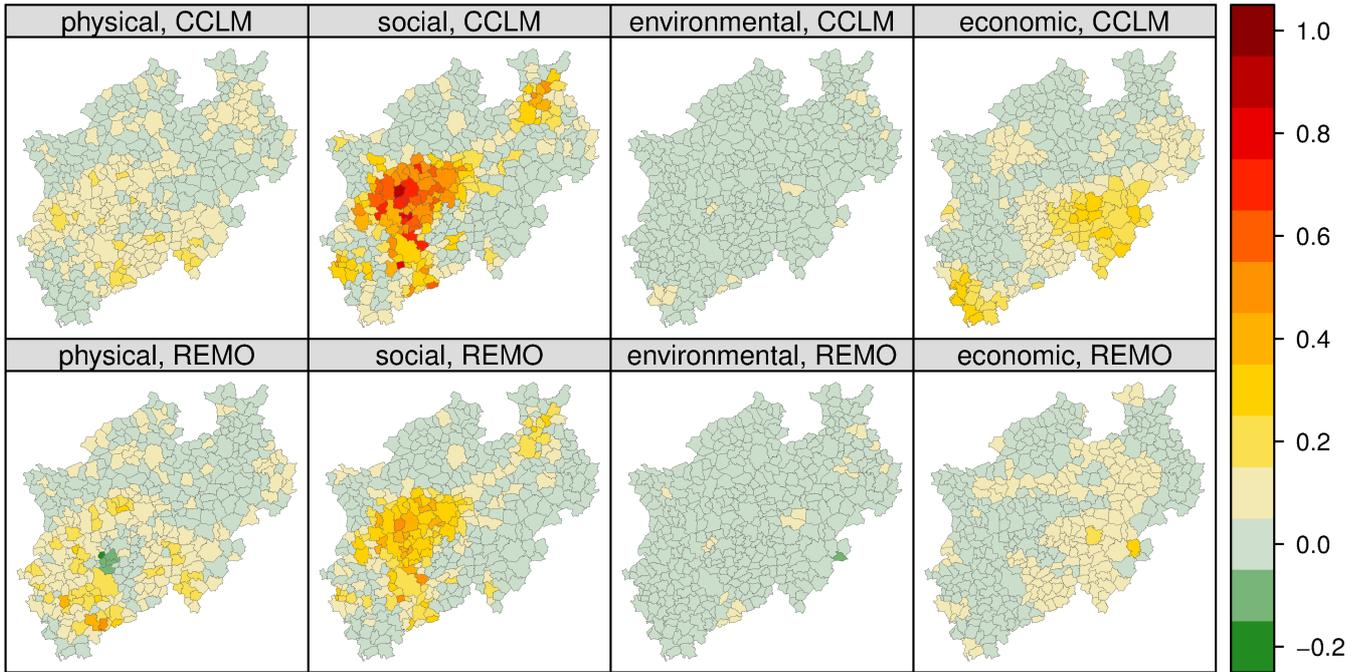 physical, CCLM
social, CCLM
environmental, CCLM
economic, CCLM
physical, REMO
social, REMO
environmental, REMO
economic, REMO
1.0
0.8
0.6
0.4
0.2
0.0
−0.2